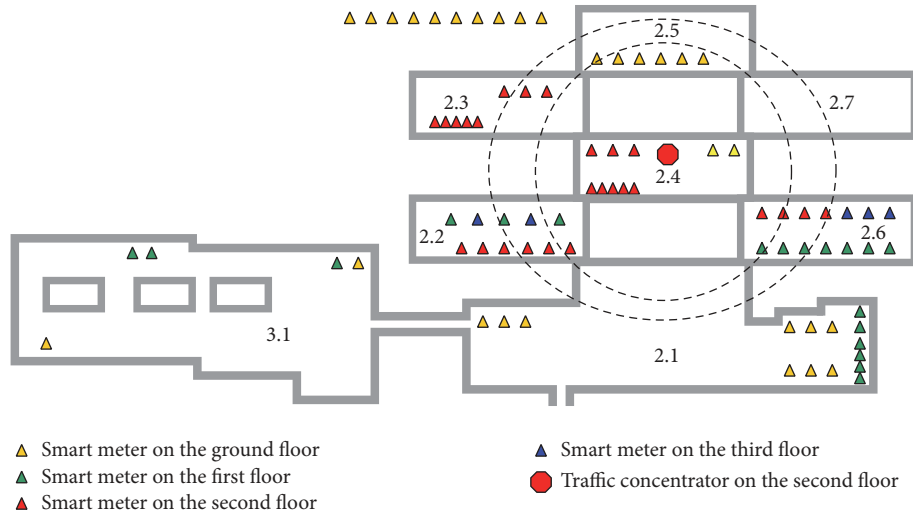 2.5
2.3
2.7
2.4
2.2
2.6
3.1
2.1
Smart meter on the ground floor
Smart meter on the first floor
Smart meter on the second floor
Smart meter on the third floor
Traffic concentrator on the second floor